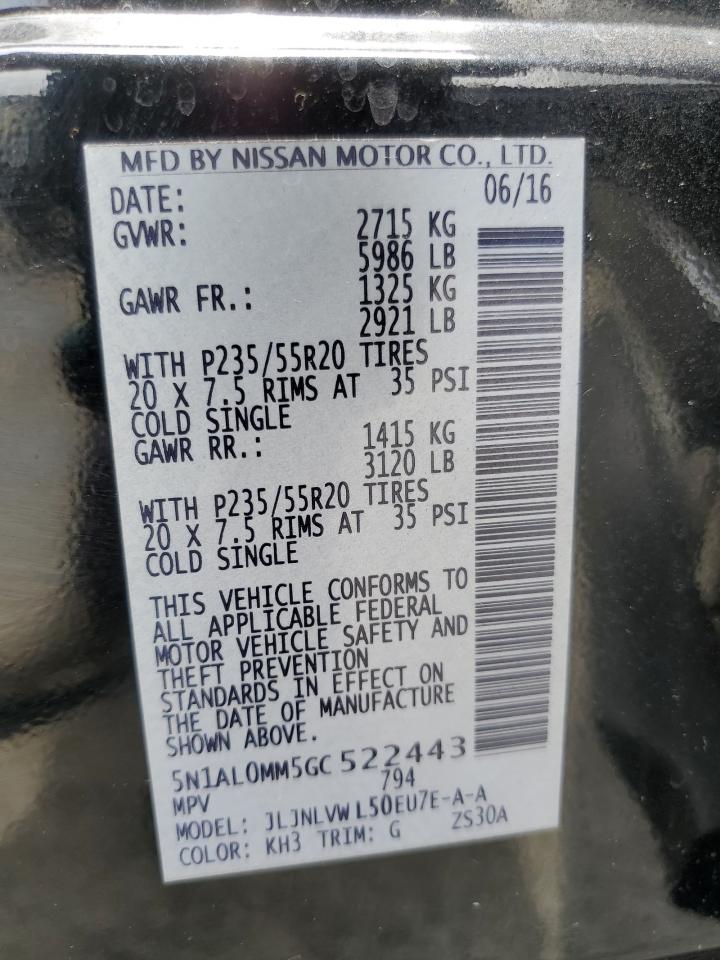 MFD BY NISSAN MOTOR CO., LTD.
DATE: 06/16
GVWR: 2715 KG
5986 LB
GAWR FR.: 1325 KG
2921 LB
WITH P235/55R20 TIRES
20 X 7.5 RIMS AT 35 PSI
COLD SINGLE
GAWR RR.: 1415 KG
3120 LB
WITH P235/55R20 TIRES
20 X 7.5 RIMS AT 35 PSI
COLD SINGLE
THIS VEHICLE CONFORMS TO
ALL APPLICABLE FEDERAL
MOTOR VEHICLE SAFETY AND
THEFT PREVENTION
STANDARDS IN EFFECT ON
THE DATE OF MANUFACTURE
SHOWN ABOVE.
5N1AL0MM5GC522443
MPV 794
MODEL: JLJNLVWL50EU7E-A-A
COLOR: KH3 TRIM: G ZS30A